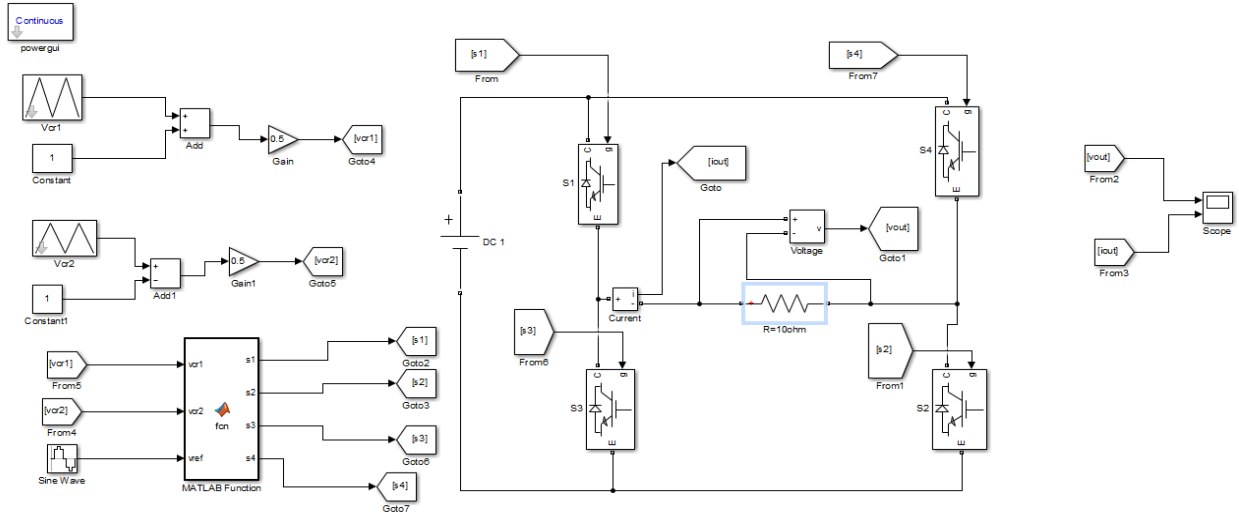 Continuous
powergui
Vcr1
1
Constant
+
+
Add
0.5
Gain
[vcr1]
Goto4
Vcr2
1
Constant1
+
−
Add1
0.5
Gain1
[vcr2]
Goto5
[vcr1]
From5
[vcr2]
From4
Sine Wave
vcr1
vcr2
vref
fcn
s1
s2
s3
s4
MATLAB Function
[s1]
Goto2
[s2]
Goto3
[s3]
Goto6
[s4]
Goto7
[s1]
From
[s4]
From7
+
DC 1
C
g
S1
E
[iout]
Goto
C
g
S4
E
+
-
v
Voltage
[vout]
Goto1
+
i
-
Current
+
R=10ohm
[s3]
From6
[s2]
From1
C
g
S3
E
C
g
S2
E
[vout]
From2
[iout]
From3
Scope